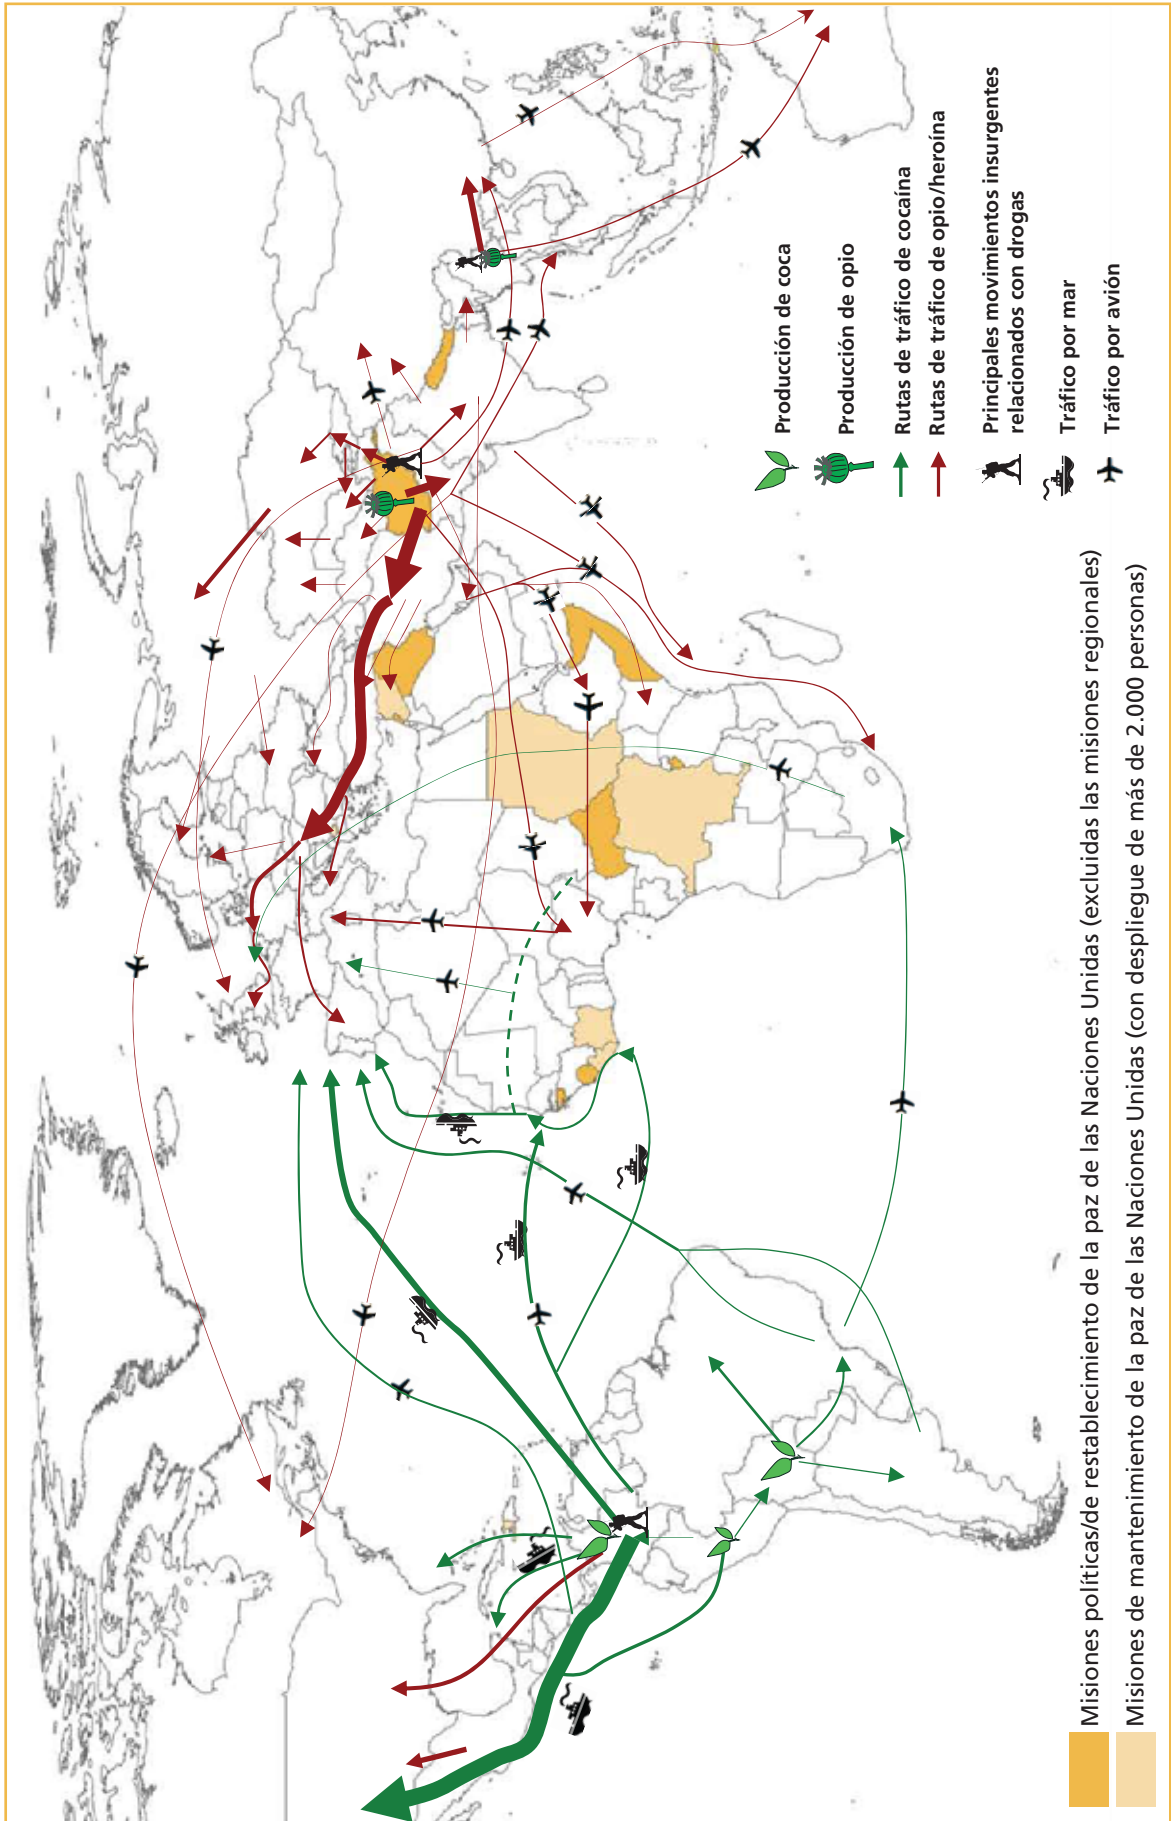 Producción de coca
Producción de opio
Rutas de tráfico de cocaína
Rutas de tráfico de opio/heroína
Principales movimientos insurgentes
relacionados con drogas
Tráfico por mar
Tráfico por avión
Misiones políticas/de restablecimiento de la paz de las Naciones Unidas (excluidas las misiones regionales)
Misiones de mantenimiento de la paz de las Naciones Unidas (con despliegue de más de 2.000 personas)